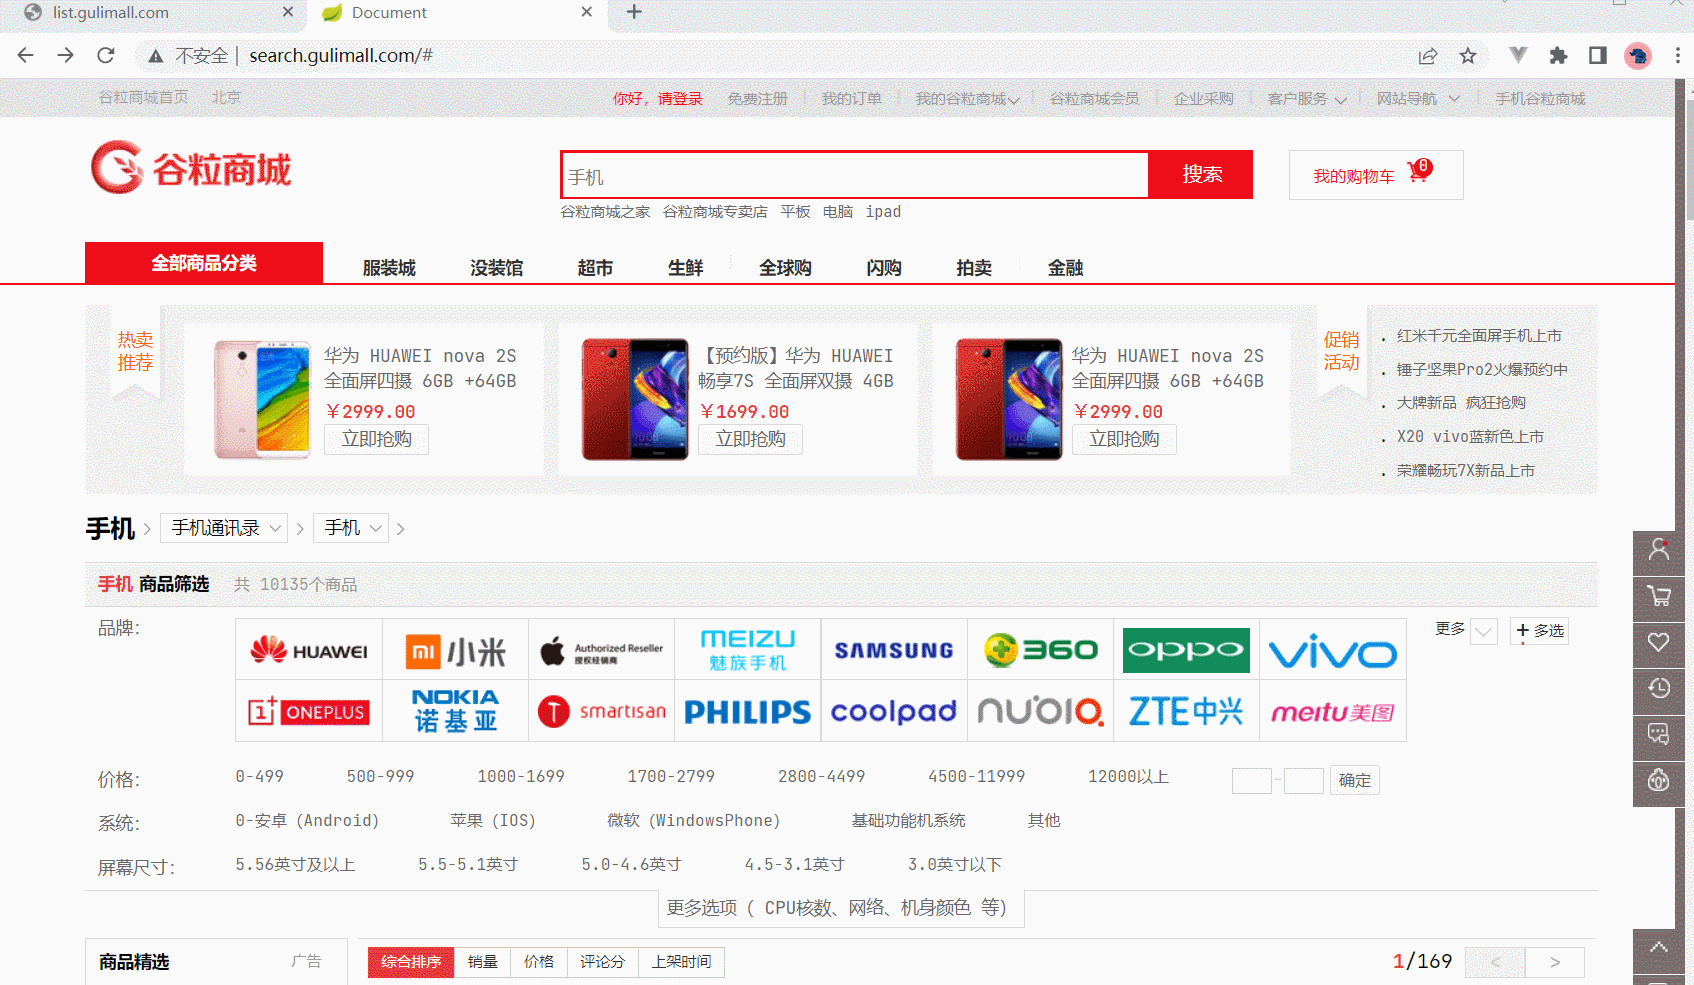 list.gulimall.com
Document
不安全 | search.gulimall.com/#
谷粒商城首页 北京
你好，请登录 免费注册 我的订单 我的谷粒商城 谷粒商城会员 企业采购 客户服务 网站导航 手机谷粒商城
谷粒商城
手机
搜索
我的购物车 0
谷粒商城之家 谷粒商城专卖店 平板 电脑 ipad
全部商品分类 服装城 没装馆 超市 生鲜 全球购 闪购 拍卖 金融
热卖
推荐
华为 HUAWEI nova 2S
全面屏四摄 6GB +64GB
￥2999.00
立即抢购
【预约版】华为 HUAWEI
畅享7S 全面屏双摄 4GB
￥1699.00
立即抢购
华为 HUAWEI nova 2S
全面屏四摄 6GB +64GB
￥2999.00
立即抢购
促销
活动
. 红米千元全面屏手机上市
. 锤子坚果Pro2火爆预约中
. 大牌新品 疯狂抢购
. X20 vivo蓝新色上市
. 荣耀畅玩7X新品上市
手机 > 手机通讯录 > 手机 >
手机 商品筛选 共 10135个商品
品牌：
HUAWEI
mi 小米
Authorized Reseller
授权经销商
MEIZU
魅族手机
SAMSUNG
360
oppo
vivo
更多
+ 多选
1+ ONEPLUS
NOKIA
诺基亚
T smartisan
PHILIPS
coolpad
nubia
ZTE中兴
meitu美图
价格： 0-499 500-999 1000-1699 1700-2799 2800-4499 4500-11999 12000以上 - 确定
系统： 0-安卓（Android） 苹果（IOS） 微软（WindowsPhone） 基础功能机系统 其他
屏幕尺寸： 5.56英寸及以上 5.5-5.1英寸 5.0-4.6英寸 4.5-3.1英寸 3.0英寸以下
更多选项（ CPU核数、网络、机身颜色 等）
商品精选 广告
综合排序 销量 价格 评论分 上架时间
1/169 < >